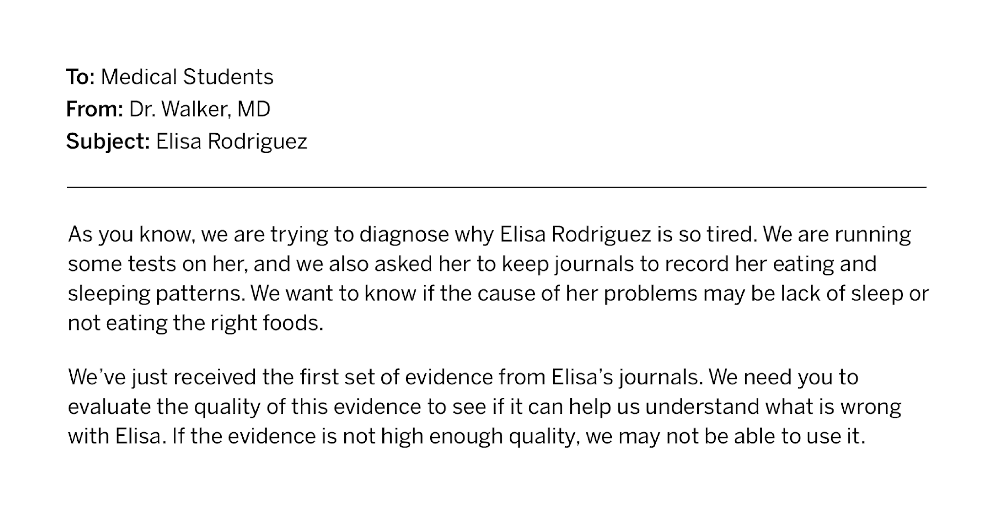 To: Medical Students
From: Dr. Walker, MD
Subject: Elisa Rodriguez
As you know, we are trying to diagnose why Elisa Rodriguez is so tired. We are running
some tests on her, and we also asked her to keep journals to record her eating and
sleeping patterns. We want to know if the cause of her problems may be lack of sleep or
not eating the right foods.
We’ve just received the first set of evidence from Elisa’s journals. We need you to
evaluate the quality of this evidence to see if it can help us understand what is wrong
with Elisa. If the evidence is not high enough quality, we may not be able to use it.